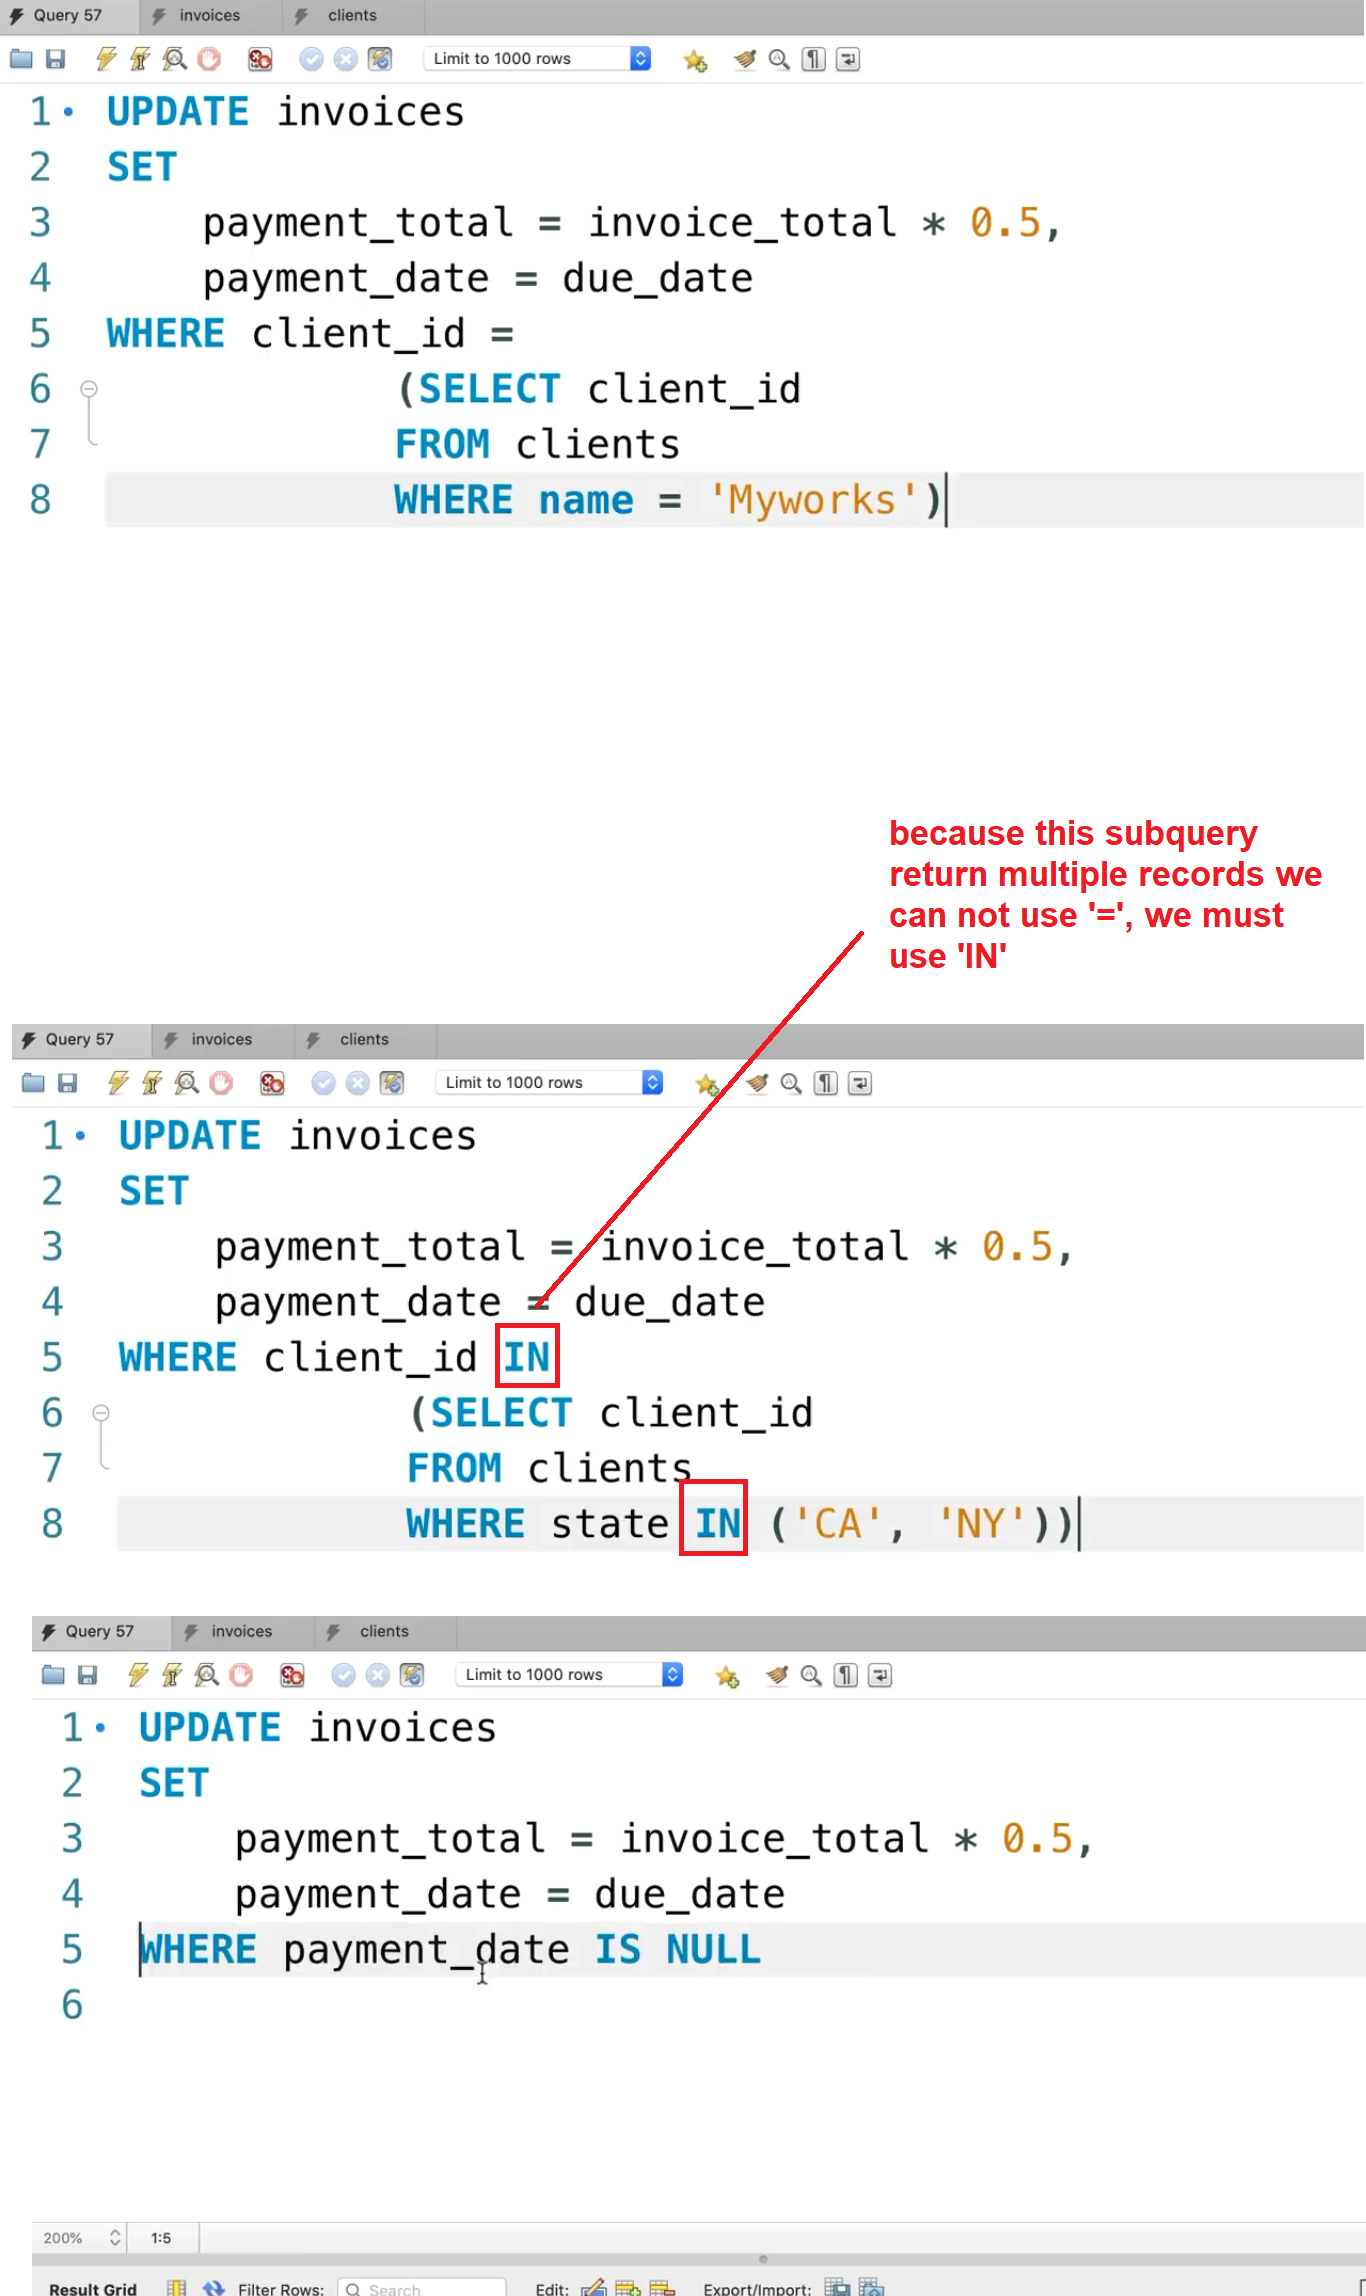 Query 57 invoices clients
Limit to 1000 rows
1 UPDATE invoices
2 SET
3 payment_total = invoice_total * 0.5,
4 payment_date = due_date
5 WHERE client_id =
6 (SELECT client_id
7 FROM clients
8 WHERE name = 'Myworks')
because this subquery
return multiple records we
can not use '=', we must
use 'IN'
Query 57 invoices clients
Limit to 1000 rows
1 UPDATE invoices
2 SET
3 payment_total = invoice_total * 0.5,
4 payment_date = due_date
5 WHERE client_id IN
6 (SELECT client_id
7 FROM clients
8 WHERE state IN ('CA', 'NY'))
Query 57 invoices clients
Limit to 1000 rows
1 UPDATE invoices
2 SET
3 payment_total = invoice_total * 0.5,
4 payment_date = due_date
5 WHERE payment_date IS NULL
6
200% 1:5
Result Grid Filter Rows: Search Edit: Export/Import: